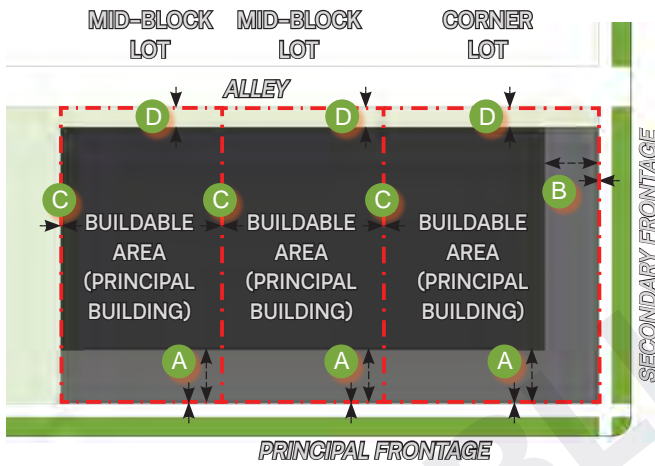 MID–BLOCK MID–BLOCK CORNER
LOT LOT LOT
ALLEY
D D D
B
C C C
BUILDABLE BUILDABLE BUILDABLE
AREA AREA AREA
(PRINCIPAL (PRINCIPAL (PRINCIPAL
BUILDING) BUILDING) BUILDING)
SECONDARY FRONTAGE
A A A
PRINCIPAL FRONTAGE